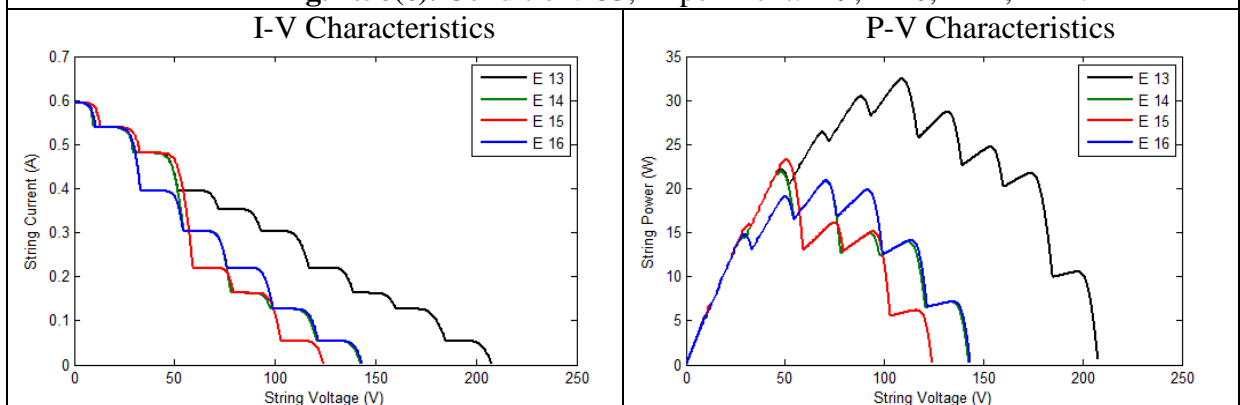 I-V Characteristics
0.7
0.6
0.5
0.4
0.3
0.2
0.1
0
0 50 100 150 200 250
String Current (A)
String Voltage (V)
E 13
E 14
E 15
E 16
P-V Characteristics
35
30
25
20
15
10
5
0
0 50 100 150 200 250
String Power (W)
String Voltage (V)
E 13
E 14
E 15
E 16